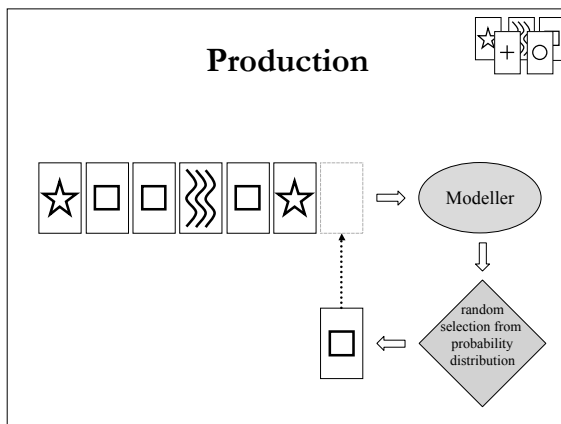 Production
Modeller
random
selection from
probability
distribution